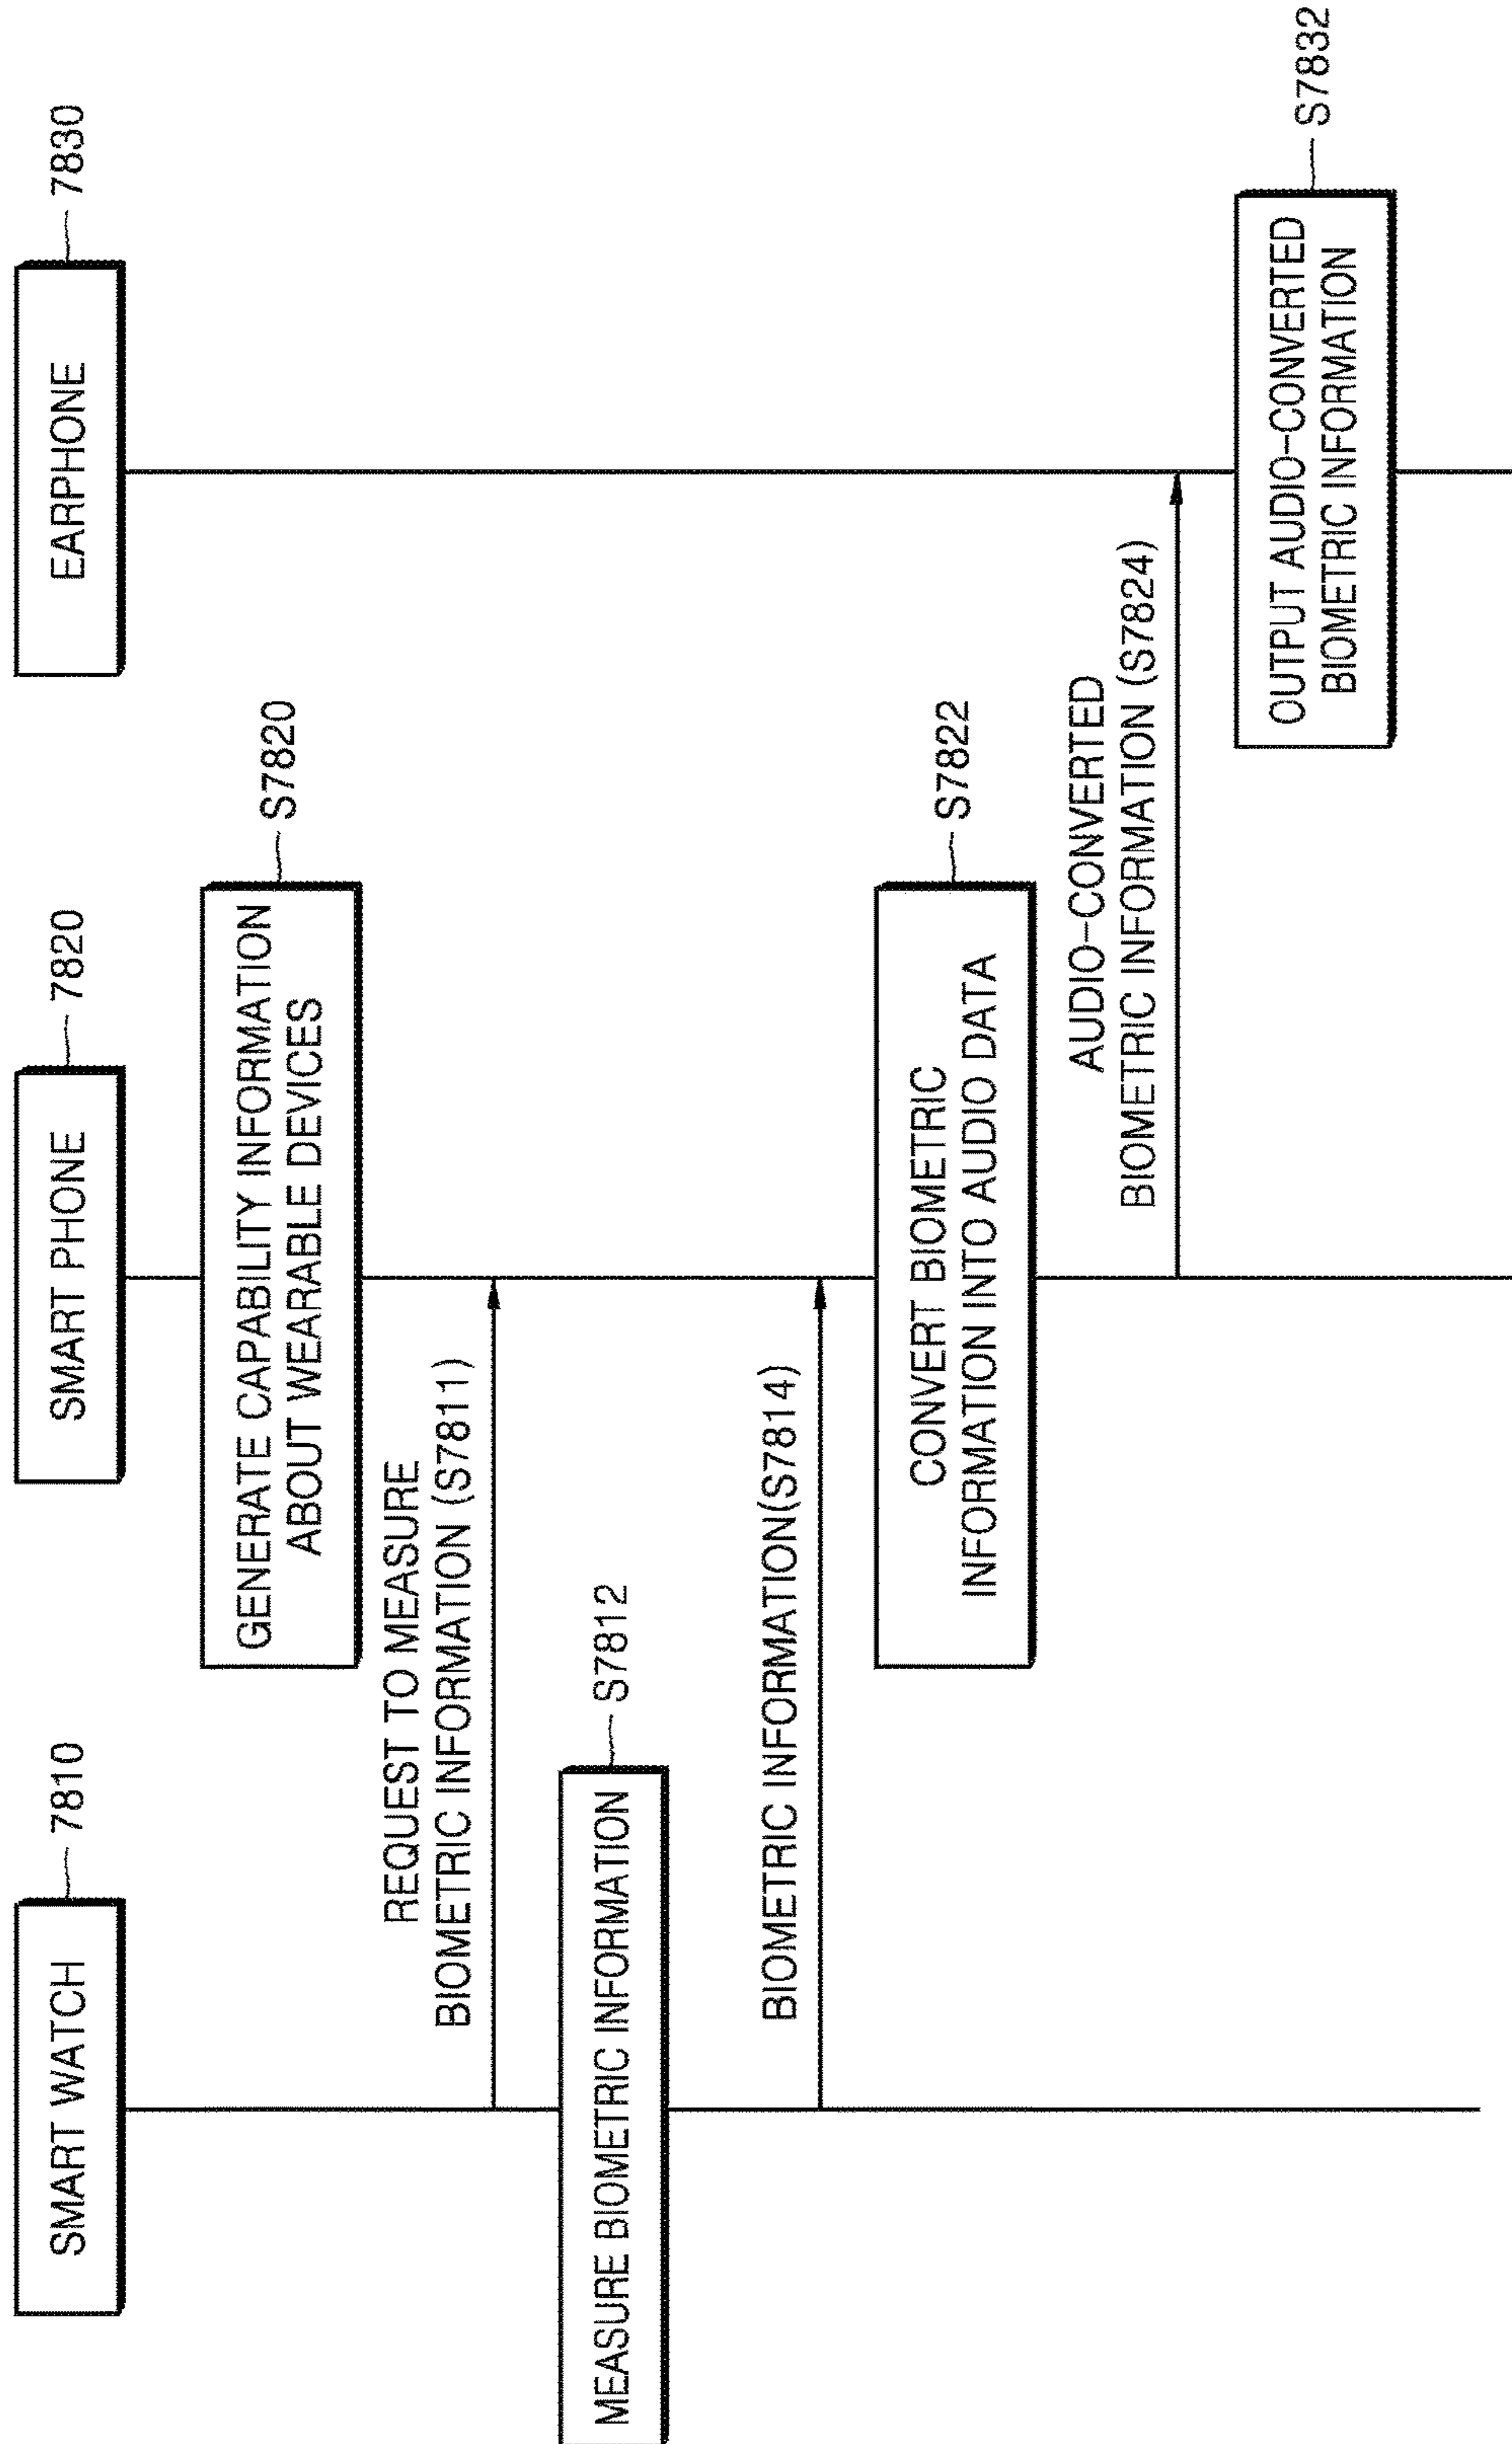 SMART WATCH
7810
SMART PHONE
7820
EARPHONE
7830
GENERATE CAPABILITY INFORMATION
ABOUT WEARABLE DEVICES
S7820
REQUEST TO MEASURE
BIOMETRIC INFORMATION (S7811)
MEASURE BIOMETRIC INFORMATION
S7812
BIOMETRIC INFORMATION(S7814)
CONVERT BIOMETRIC
INFORMATION INTO AUDIO DATA
S7822
AUDIO-CONVERTED
BIOMETRIC INFORMATION (S7824)
OUTPUT AUDIO-CONVERTED
BIOMETRIC INFORMATION
S7832